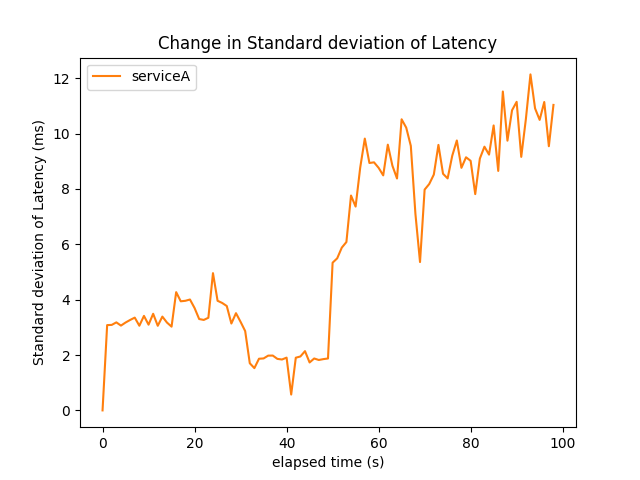 Change in Standard deviation of Latency
serviceA
Standard deviation of Latency (ms)
12
10
8
6
4
2
0
0 20 40 60 80 100
elapsed time (s)